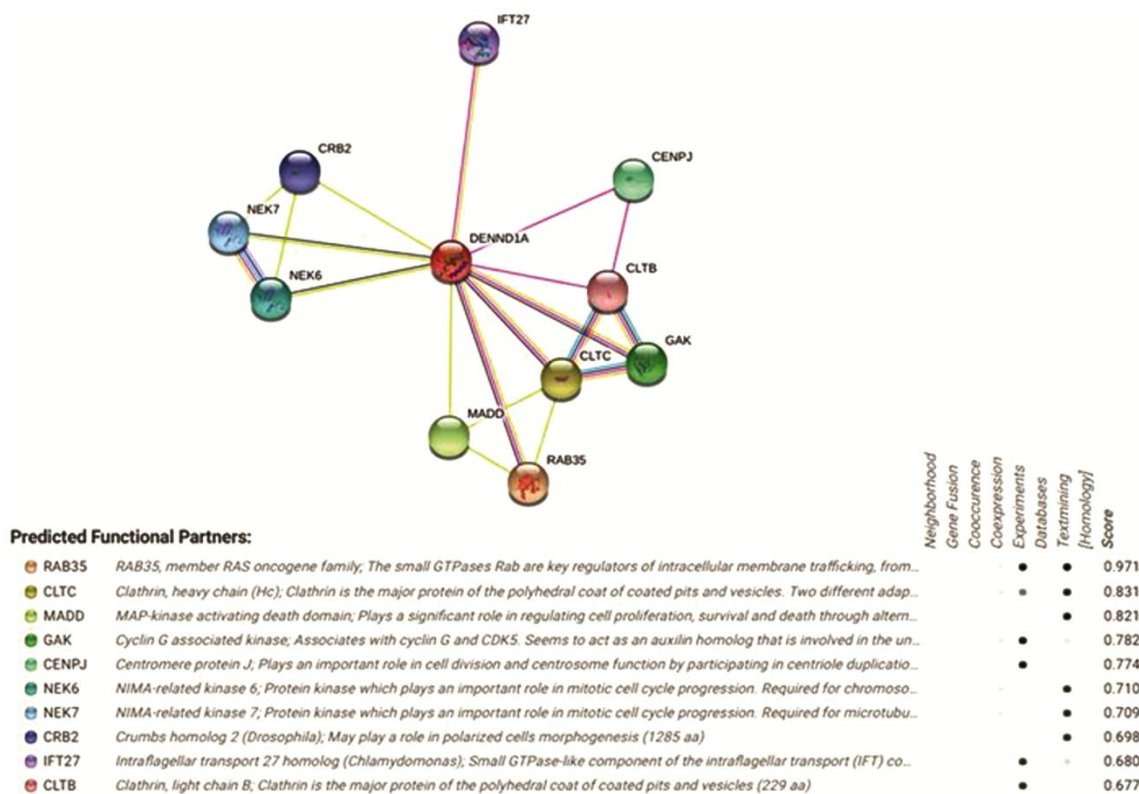 IFT27
CRB2
CENPJ
NEK7
DENND1A
NEK6
CLTB
GAK
CLTC
MADD
RAB35
Neighborhood
Gene Fusion
Cooccurence
Coexpression
Experiments
Databases
Textmining
[Homology]
Score
Predicted Functional Partners:
RAB35 RAB35, member RAS oncogene family; The small GTPases Rab are key regulators of intracellular membrane trafficking, from... 0.971
CLTC Clathrin, heavy chain (Hc); Clathrin is the major protein of the polyhedral coat of coated pits and vesicles. Two different adap... 0.831
MADD MAP-kinase activating death domain; Plays a significant role in regulating cell proliferation, survival and death through altern... 0.821
GAK Cyclin G associated kinase; Associates with cyclin G and CDK5. Seems to act as an auxilin homolog that is involved in the un... 0.782
CENPJ Centromere protein J; Plays an important role in cell division and centrosome function by participating in centriole duplicatio... 0.774
NEK6 NIMA-related kinase 6; Protein kinase which plays an important role in mitotic cell cycle progression. Required for chromoso... 0.710
NEK7 NIMA-related kinase 7; Protein kinase which plays an important role in mitotic cell cycle progression. Required for microtubu... 0.709
CRB2 Crumbs homolog 2 (Drosophila); May play a role in polarized cells morphogenesis (1285 aa) 0.698
IFT27 Intraflagellar transport 27 homolog (Chlamydomonas); Small GTPase-like component of the intraflagellar transport (IFT) co... 0.680
CLTB Clathrin, light chain B; Clathrin is the major protein of the polyhedral coat of coated pits and vesicles (229 aa) 0.677